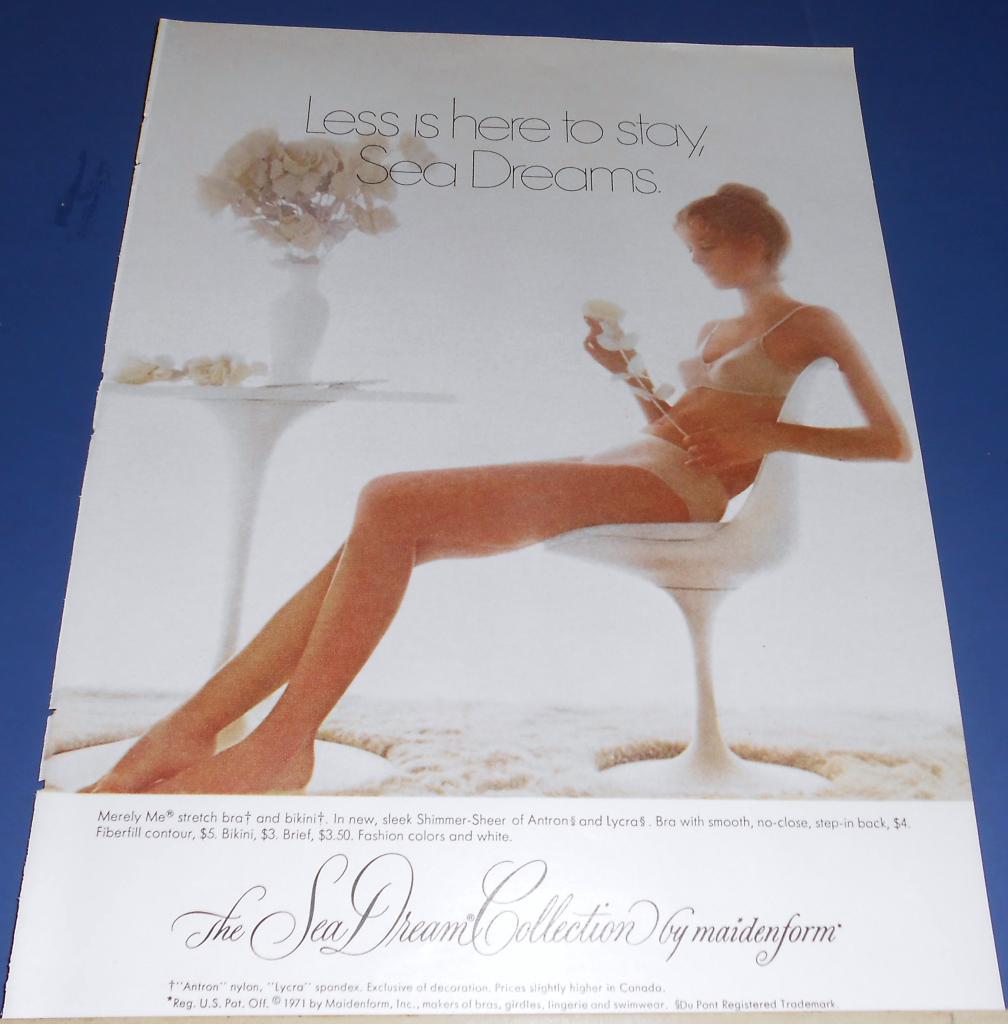 Less is here to stay,
Sea Dreams.
Merely Me® stretch bra† and bikini†. In new, sleek Shimmer-Sheer of Antron§ and Lycra§. Bra with smooth, no-close, step-in back, $4.
Fiberfill contour, $5. Bikini, $3. Brief, $3.50. Fashion colors and white.
The Sea Dream® Collection by maidenform*
†"Antron" nylon, "Lycra" spandex. Exclusive of decoration. Prices slightly higher in Canada.
*Reg. U.S. Pat. Off. © 1971 by Maidenform, Inc., makers of bras, girdles, lingerie and swimwear. §Du Pont Registered Trademark.